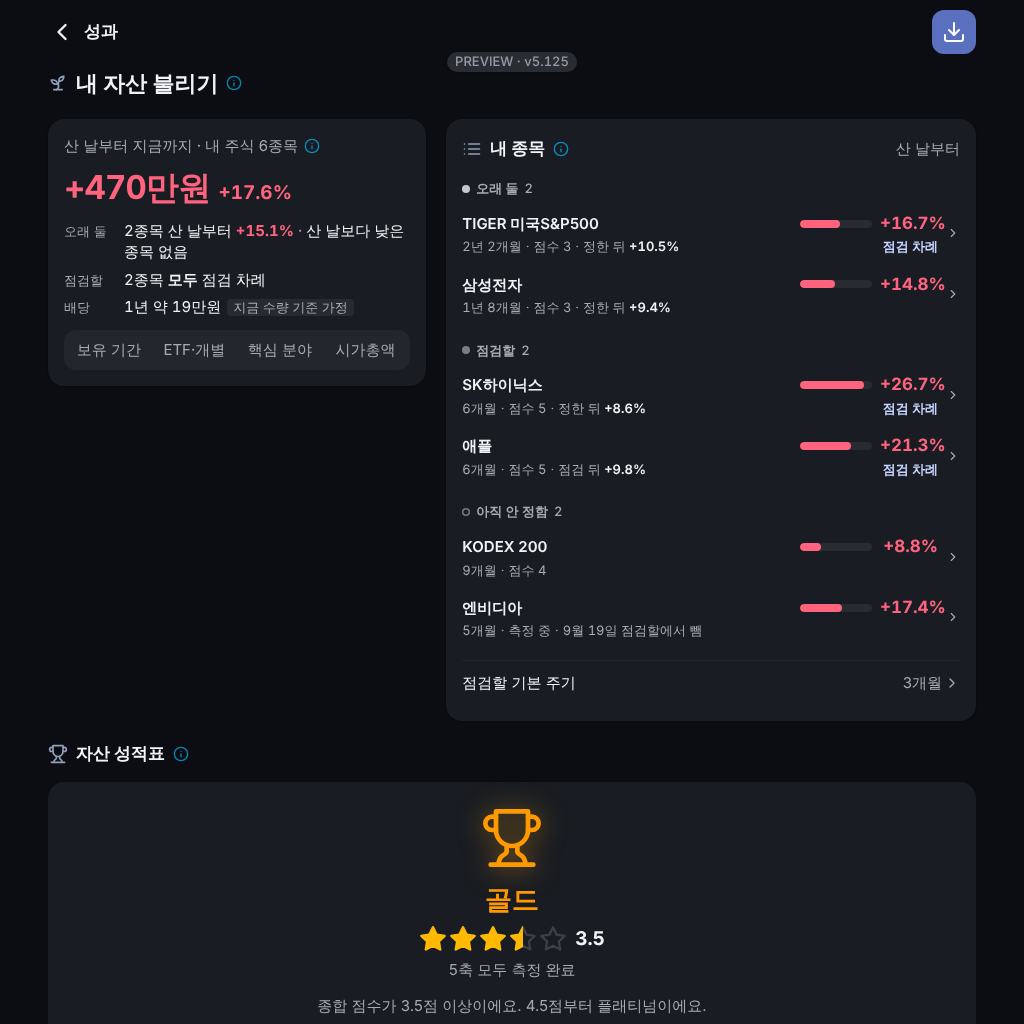 성과
PREVIEW · v5.125
내 자산 불리기
산 날부터 지금까지 · 내 주식 6종목
+470만원 +17.6%
오래 둘 2종목 산 날부터 +15.1% · 산 날보다 낮은
종목 없음
점검할 2종목 모두 점검 차례
배당 1년 약 19만원 지금 수량 기준 가정
보유 기간 ETF·개별 핵심 분야 시가총액
내 종목 산 날부터
오래 둘 2
TIGER 미국S&P500 +16.7%
2년 2개월 · 점수 3 · 정한 뒤 +10.5% 점검 차례
삼성전자 +14.8%
1년 8개월 · 점수 3 · 정한 뒤 +9.4%
점검할 2
SK하이닉스 +26.7%
6개월 · 점수 5 · 정한 뒤 +8.6% 점검 차례
애플 +21.3%
6개월 · 점수 5 · 점검 뒤 +9.8% 점검 차례
아직 안 정함 2
KODEX 200 +8.8%
9개월 · 점수 4
엔비디아 +17.4%
5개월 · 측정 중 · 9월 19일 점검할에서 뺌
점검할 기본 주기 3개월
자산 성적표
골드
3.5
5축 모두 측정 완료
종합 점수가 3.5점 이상이에요. 4.5점부터 플래티넘이에요.